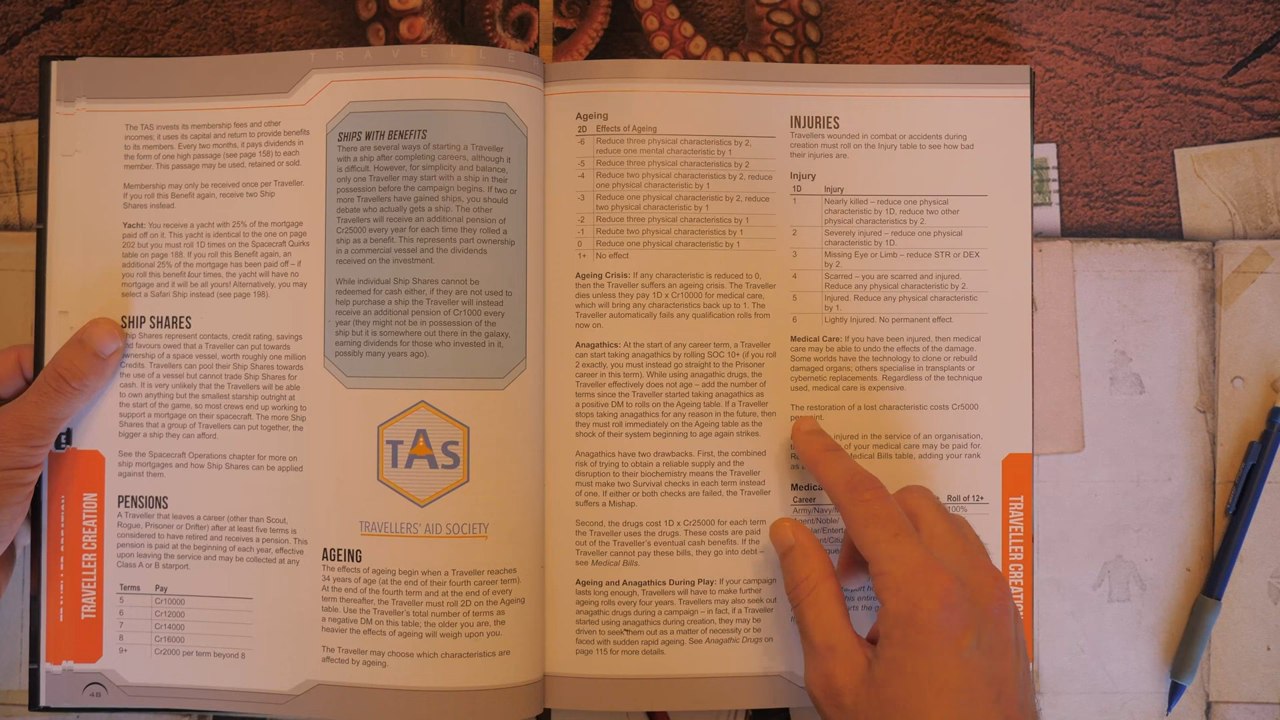 TRAVELLE
The TAS invests its membership fees and other
incomes; it uses its capital and return to provide benefits
to its members. Every two months, it pays dividends in
the form of one high passage (see page 158) to each
member. This passage may be used, retained or sold.
Membership may only be received once per Traveller.
If you roll this Benefit again, receive two Ship
Shares instead.
Yacht: You receive a yacht with 25% of the mortgage
paid off on it. This yacht is identical to the one on page
202 but you must roll 1D times on the Spacecraft Quirks
table on page 188. If you roll this Benefit again, an
additional 25% of the mortgage has been paid off – if
you roll this benefit four times, the yacht will have no
mortgage and it will be all yours! Alternatively, you may
select a Safari Ship instead (see page 198).
SHIP SHARES
Ship Shares represent contacts, credit rating, savings
and favours owed that a Traveller can put towards
ownership of a space vessel, worth roughly one million
Credits. Travellers can pool their Ship Shares towards
the use of a vessel but cannot trade Ship Shares for
cash. It is very unlikely that the Travellers will be able
to own anything but the smallest starship outright at
the start of the game, so most crews end up working to
support a mortgage on their spacecraft. The more Ship
Shares that a group of Travellers can put together, the
bigger a ship they can afford.
See the Spacecraft Operations chapter for more on
ship mortgages and how Ship Shares can be applied
against them.
PENSIONS
A Traveller that leaves a career (other than Scout,
Rogue, Prisoner or Drifter) after at least five terms is
considered to have retired and receives a pension. This
pension is paid at the beginning of each year, effective
upon leaving the service and may be collected at any
Class A or B starport.
Terms Pay
5 Cr10000
6 Cr12000
7 Cr14000
8 Cr16000
9+ Cr2000 per term beyond 8
TRAVELLER CREATION
48
SHIPS WITH BENEFITS
There are several ways of starting a Traveller
with a ship after completing careers, although it
is difficult. However, for simplicity and balance,
only one Traveller may start with a ship in their
possession before the campaign begins. If two or
more Travellers have gained ships, you should
debate who actually gets a ship. The other
Travellers will receive an additional pension of
Cr25000 every year for each time they rolled a
ship as a benefit. This represents part ownership
in a commercial vessel and the dividends
received on the investment.
While individual Ship Shares cannot be
redeemed for cash either, if they are not used to
help purchase a ship the Traveller will instead
receive an additional pension of Cr1000 every
year (they might not be in possession of the
ship but it is somewhere out there in the galaxy,
earning dividends for those who invested in it,
possibly many years ago).
TAS
TRAVELLERS' AID SOCIETY
AGEING
The effects of ageing begin when a Traveller reaches
34 years of age (at the end of their fourth career term).
At the end of the fourth term and at the end of every
term thereafter, the Traveller must roll 2D on the Ageing
table. Use the Traveller's total number of terms as
a negative DM on this table; the older you are, the
heavier the effects of ageing will weigh upon you.
The Traveller may choose which characteristics are
affected by ageing.
Ageing
2D Effects of Ageing
-6 Reduce three physical characteristics by 2,
reduce one mental characteristic by 1
-5 Reduce three physical characteristics by 2
-4 Reduce two physical characteristics by 2, reduce
one physical characteristic by 1
-3 Reduce one physical characteristic by 2, reduce
two physical characteristic by 1
-2 Reduce three physical characteristics by 1
-1 Reduce two physical characteristics by 1
0 Reduce one physical characteristic by 1
1+ No effect
Ageing Crisis: If any characteristic is reduced to 0,
then the Traveller suffers an ageing crisis. The Traveller
dies unless they pay 1D x Cr10000 for medical care,
which will bring any characteristics back up to 1. The
Traveller automatically fails any qualification rolls from
now on.
Anagathics: At the start of any career term, a Traveller
can start taking anagathics by rolling SOC 10+ (if you roll
2 exactly, you must instead go straight to the Prisoner
career in this term). While using anagathic drugs, the
Traveller effectively does not age – add the number of
terms since the Traveller started taking anagathics as
a positive DM to rolls on the Ageing table. If a Traveller
stops taking anagathics for any reason in the future, then
they must roll immediately on the Ageing table as the
shock of their system beginning to age again strikes.
Anagathics have two drawbacks. First, the combined
risk of trying to obtain a reliable supply and the
disruption to their biochemistry means the Traveller
must make two Survival checks in each term instead
of one. If either or both checks are failed, the Traveller
suffers a Mishap.
Second, the drugs cost 1D x Cr25000 for each term
the Traveller uses the drugs. These costs are paid
out of the Traveller's eventual cash benefits. If the
Traveller cannot pay these bills, they go into debt –
see Medical Bills.
Ageing and Anagathics During Play: If your campaign
lasts long enough, Travellers will have to make further
ageing rolls every four years. Travellers may also seek out
anagathic drugs during a campaign – in fact, if a Traveller
started using anagathics during creation, they may be
driven to seek them out as a matter of necessity or be
faced with sudden rapid ageing. See Anagathic Drugs on
page 115 for more details.
INJURIES
Travellers wounded in combat or accidents during
creation must roll on the Injury table to see how bad
their injuries are.
Injury
1D Injury
1 Nearly killed – reduce one physical
characteristic by 1D, reduce two other
physical characteristics by 2.
2 Severely injured – reduce one physical
characteristic by 1D.
3 Missing Eye or Limb – reduce STR or DEX
by 2.
4 Scarred – you are scarred and injured.
Reduce any physical characteristic by 2.
5 Injured. Reduce any physical characteristic
by 1.
6 Lightly Injured. No permanent effect.
Medical Care: If you have been injured, then medical
care may be able to undo the effects of the damage.
Some worlds have the technology to clone or rebuild
damaged organs; others specialise in transplants or
cybernetic replacements. Regardless of the technique
used, medical care is expensive.
The restoration of a lost characteristic costs Cr5000
per point.
injured in the service of an organisation,
of your medical care may be paid for.
Medical Bills table, adding your rank
as
Medica
Career Roll of 12+
Army/Navy/ 100%
TRAVELLER CREATION